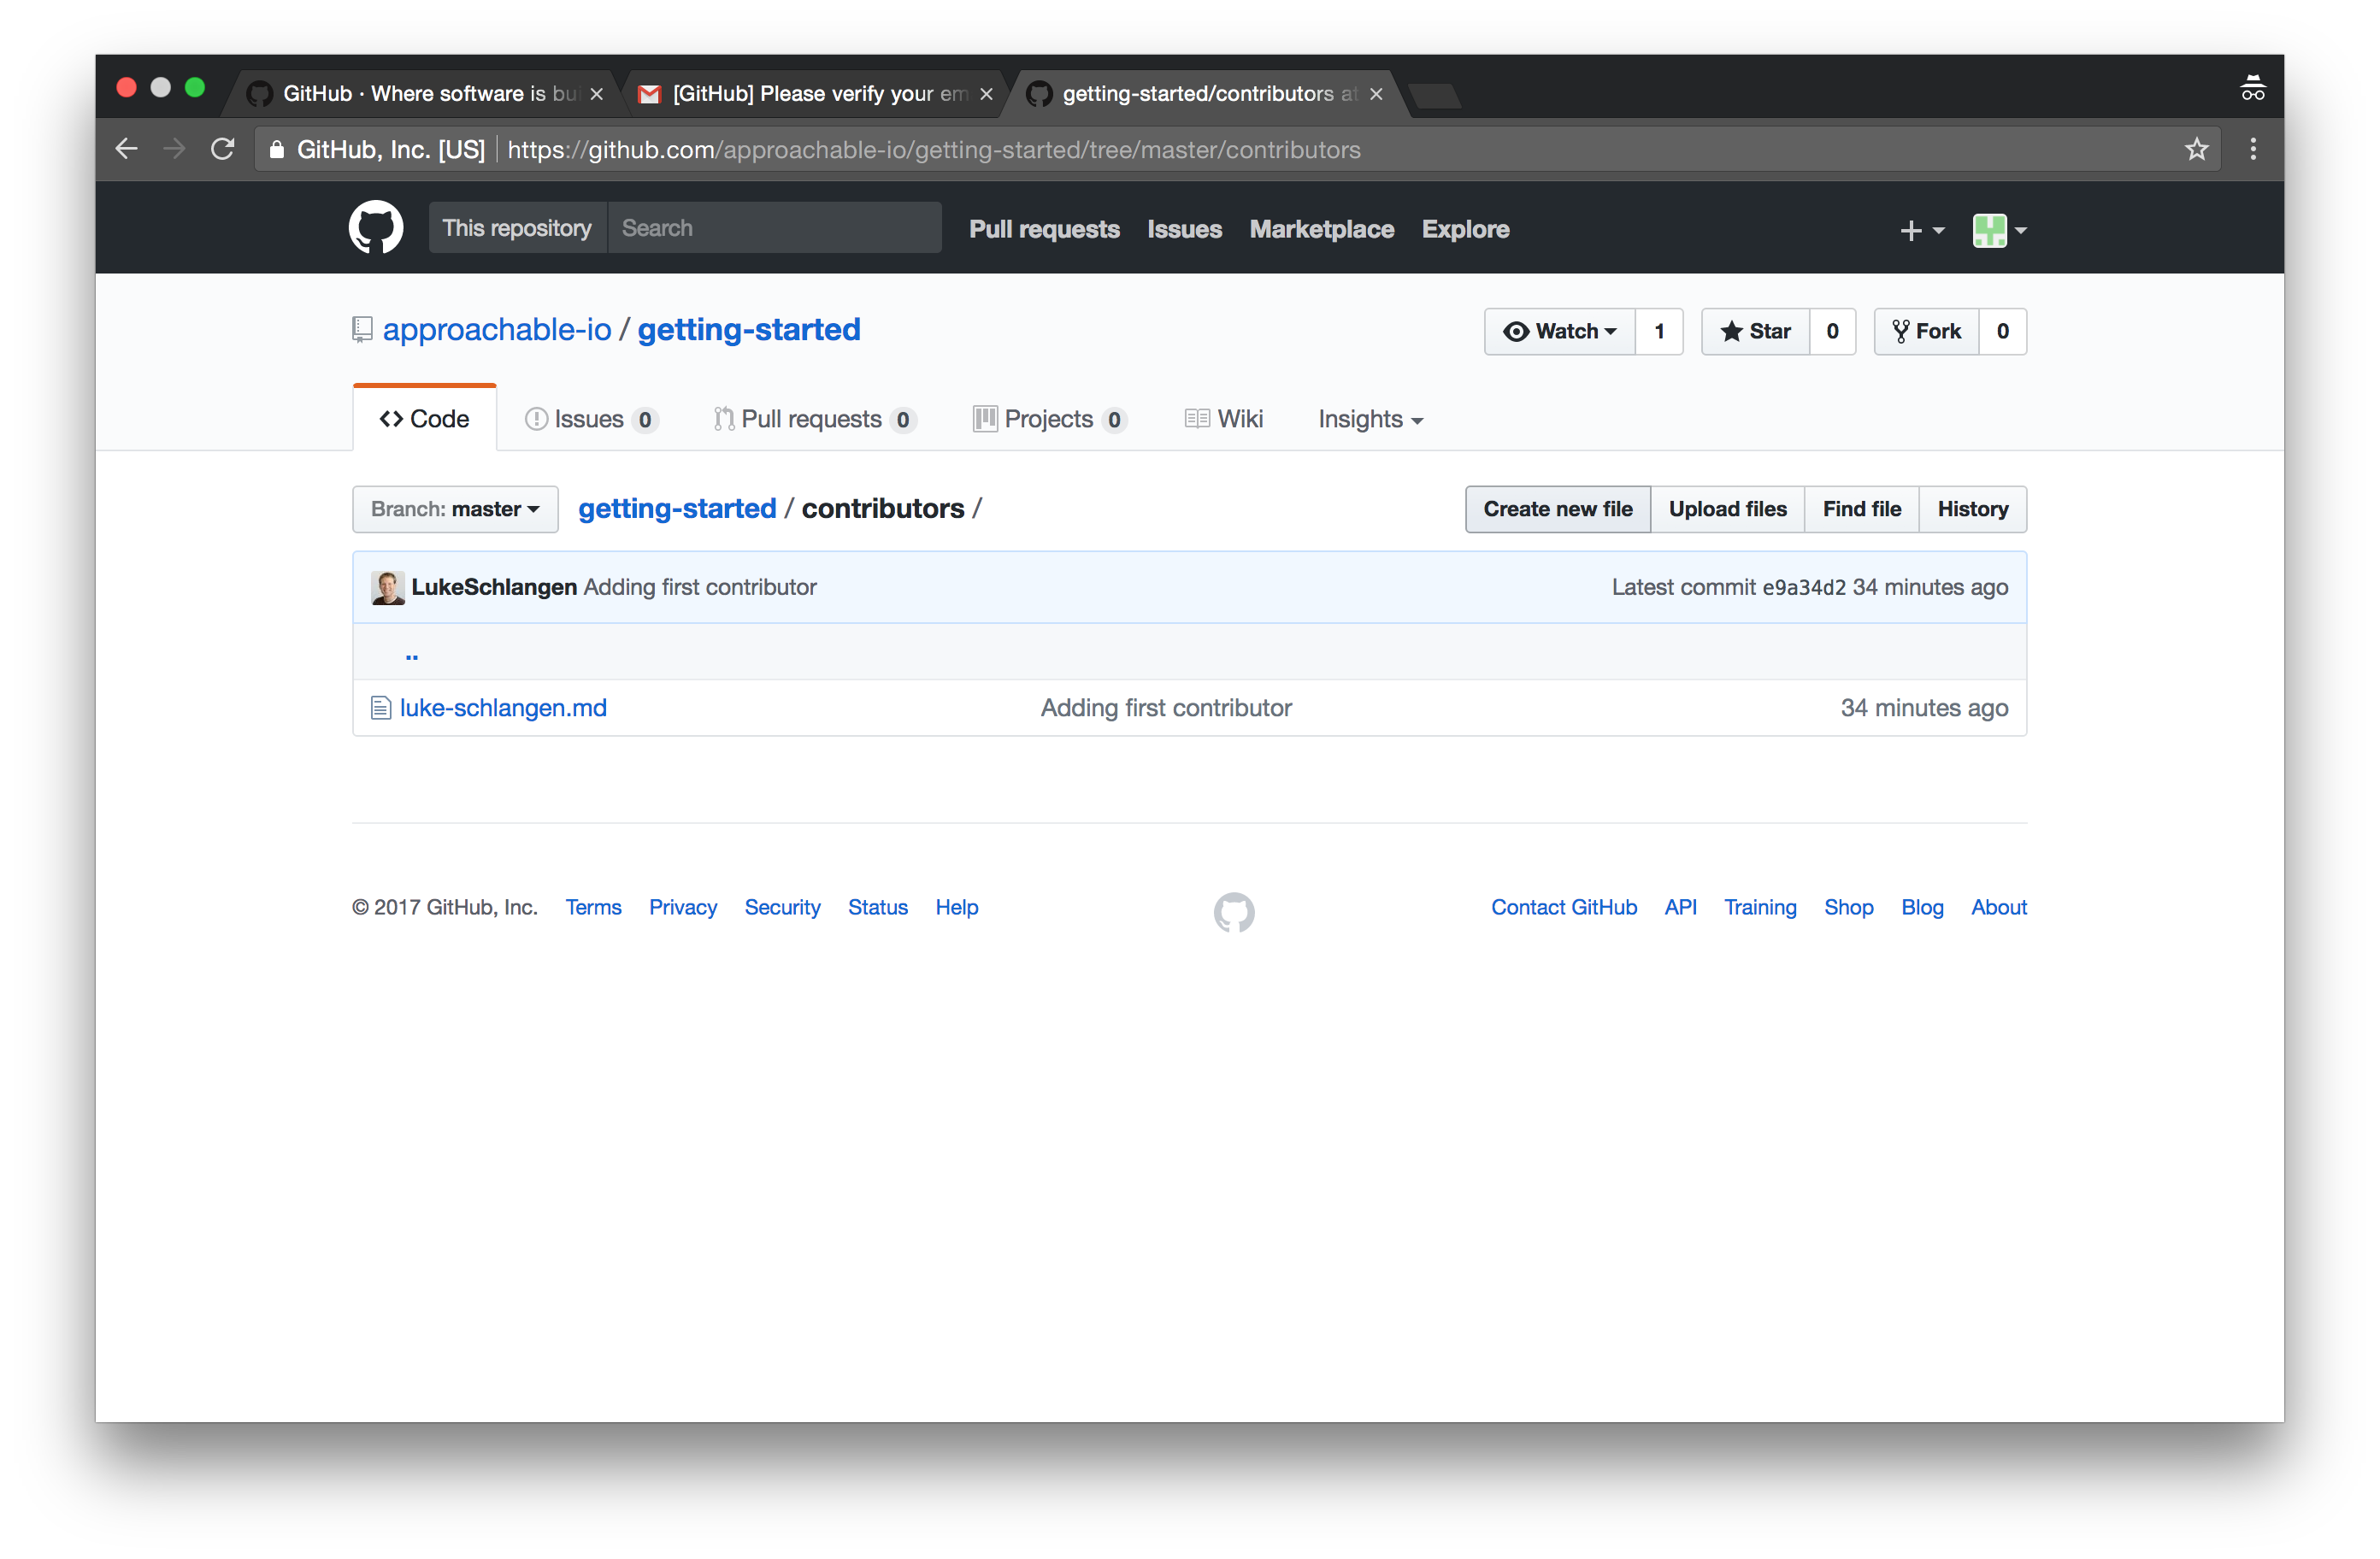 GitHub · Where software is bui
[GitHub] Please verify your em
getting-started/contributors at
GitHub, Inc. [US] https://github.com/approachable-io/getting-started/tree/master/contributors
This repository Search Pull requests Issues Marketplace Explore
approachable-io / getting-started Watch 1 Star 0 Fork 0
Code Issues 0 Pull requests 0 Projects 0 Wiki Insights
Branch: master getting-started / contributors / Create new file Upload files Find file History
LukeSchlangen Adding first contributor Latest commit e9a34d2 34 minutes ago
..
luke-schlangen.md Adding first contributor 34 minutes ago
© 2017 GitHub, Inc. Terms Privacy Security Status Help Contact GitHub API Training Shop Blog About